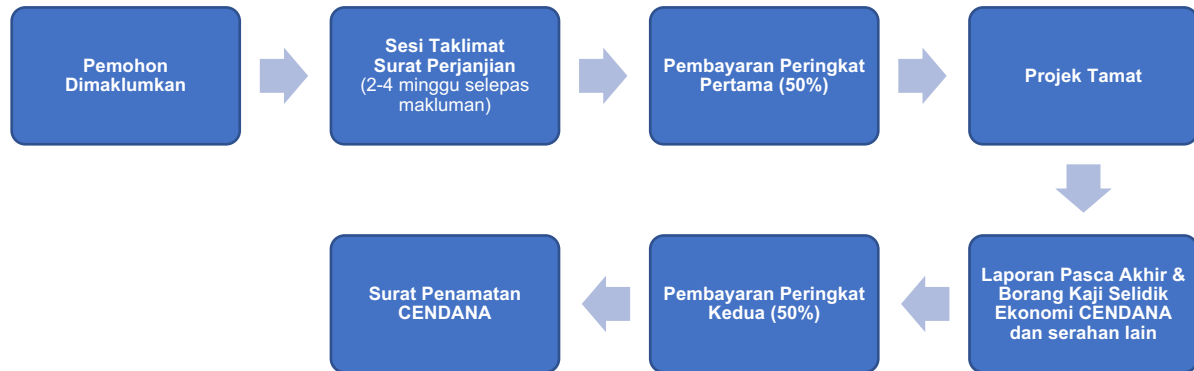 Pemohon
Dimaklumkan
Sesi Taklimat
Surat Perjanjian
(2-4 minggu selepas
makluman)
Pembayaran Peringkat
Pertama (50%)
Projek Tamat
Laporan Pasca Akhir &
Borang Kaji Selidik
Ekonomi CENDANA
dan serahan lain
Pembayaran Peringkat
Kedua (50%)
Surat Penamatan
CENDANA